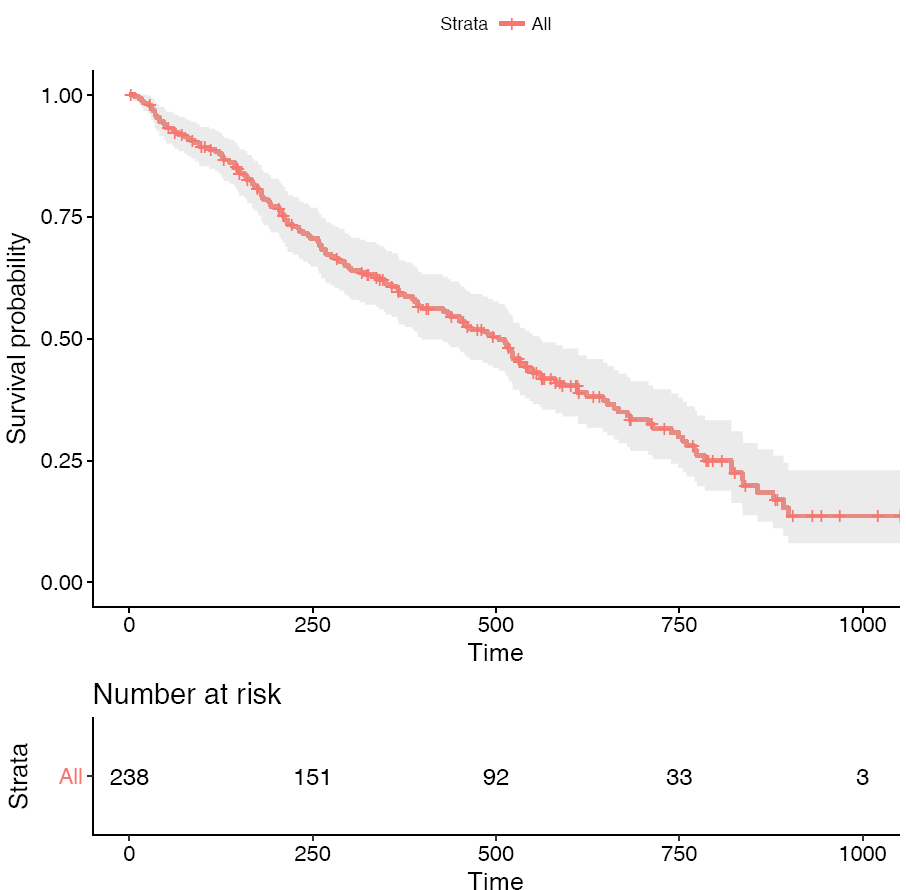 Strata All
1.00
0.75
0.50
0.25
0.00
Survival probability
0 250 500 750 1000
Time
Number at risk
Strata
All 238 151 92 33 3
0 250 500 750 1000
Time